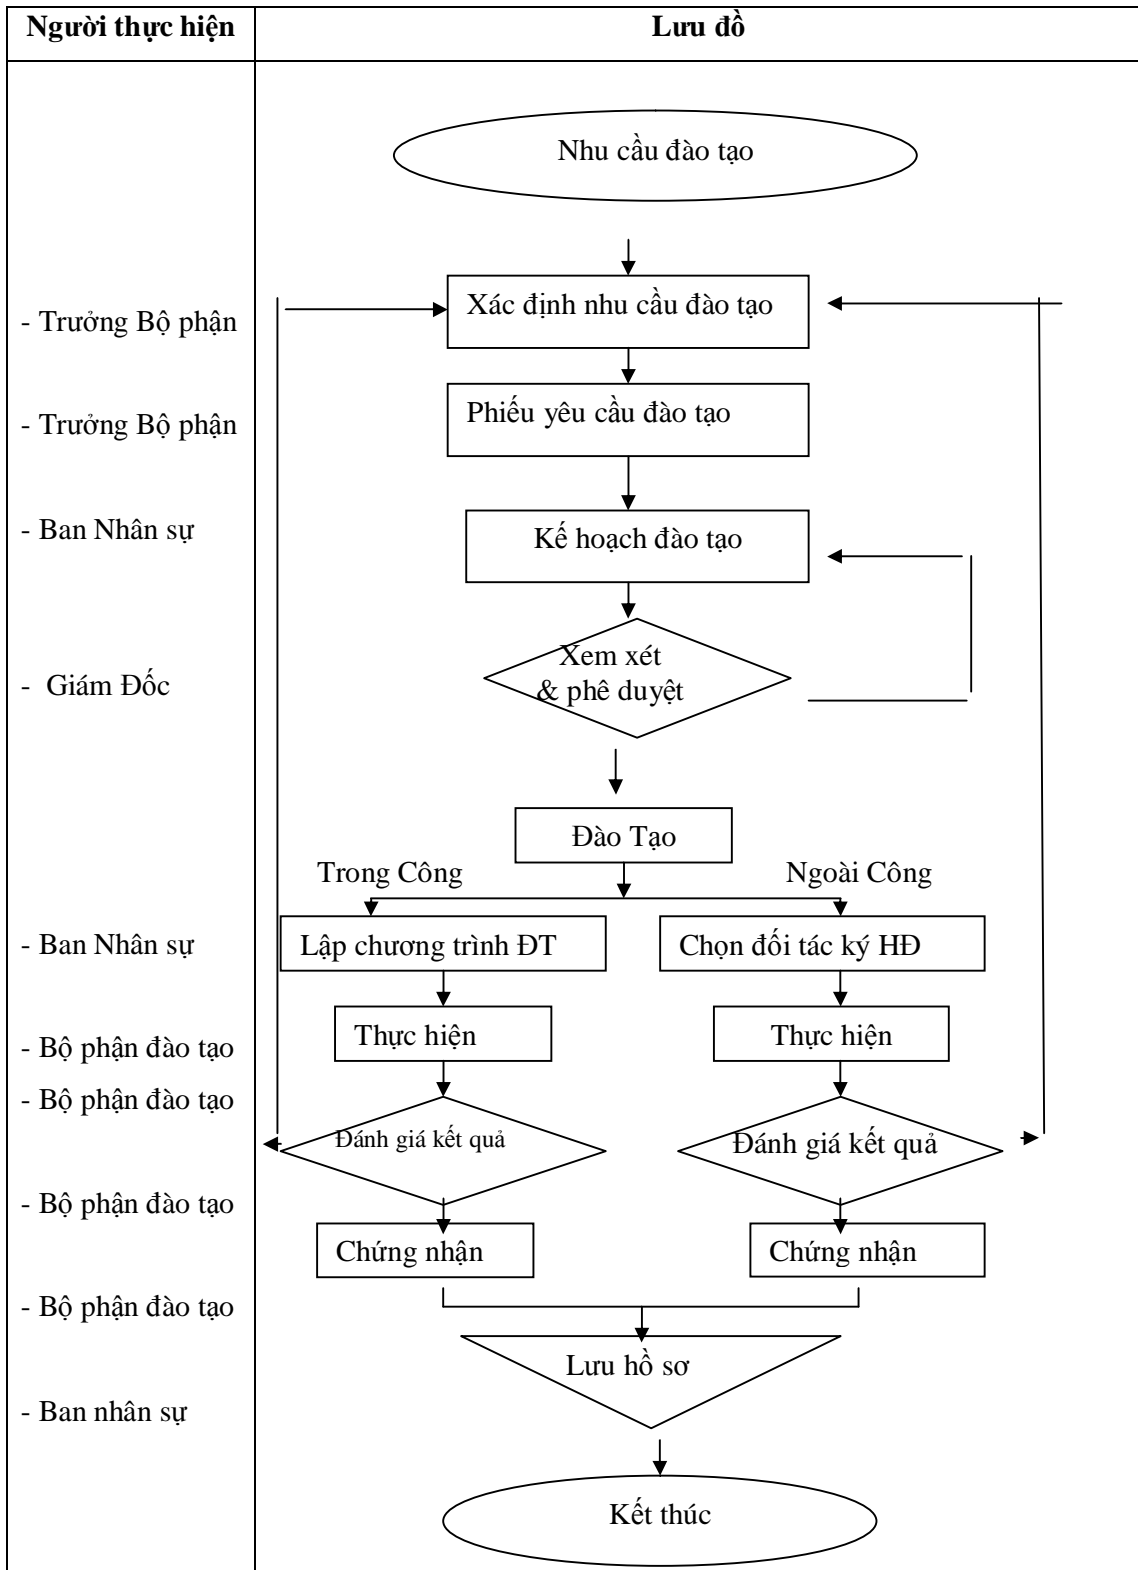 Người thực hiện
Lưu đồ
Nhu cầu đào tạo
Xác định nhu cầu đào tạo
- Trưởng Bộ phận
Phiếu yêu cầu đào tạo
- Trưởng Bộ phận
- Ban Nhân sự
Kế hoạch đào tạo
Xem xét
& phê duyệt
- Giám Đốc
Đào Tạo
Trong Công
Ngoài Công
- Ban Nhân sự
Lập chương trình ĐT
Chọn đối tác ký HĐ
Thực hiện
Thực hiện
- Bộ phận đào tạo
- Bộ phận đào tạo
Đánh giá kết quả
Đánh giá kết quả
- Bộ phận đào tạo
Chứng nhận
Chứng nhận
- Bộ phận đào tạo
Lưu hồ sơ
- Ban nhân sự
Kết thúc